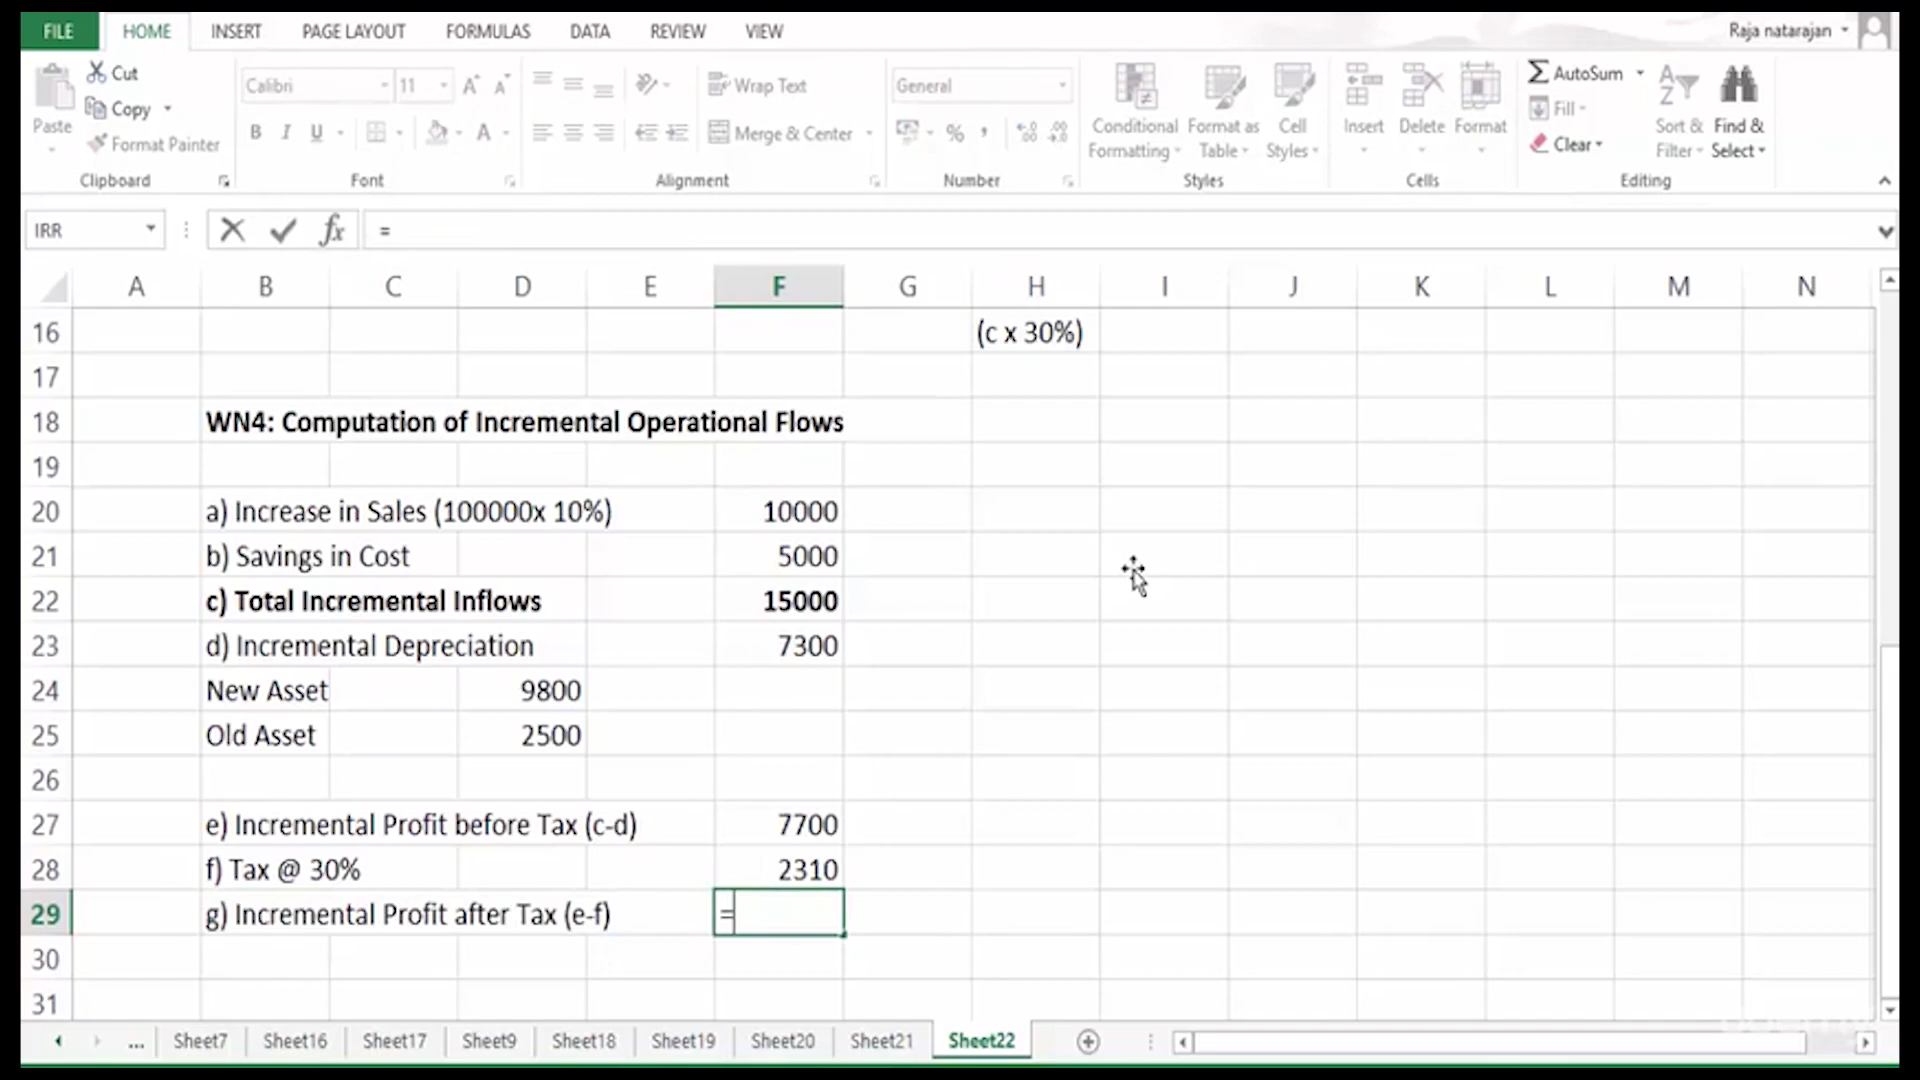 FILE HOME INSERT PAGE LAYOUT FORMULAS DATA REVIEW VIEW Raja natarajan
Cut
Copy
Format Painter
Paste
Clipboard
Calibri 11 A A
B I U A
Font
Wrap Text
Merge & Center
Alignment
General
% ,
Number
Conditional Formatting
Format as Table
Cell Styles
Styles
Insert Delete Format
Cells
AutoSum
Fill
Clear
Sort & Filter
Find & Select
Editing
IRR fx =
A B C D E F G H I J K L M N
16 (c x 30%)
17
18 WN4: Computation of Incremental Operational Flows
19
20 a) Increase in Sales (100000x 10%) 10000
21 b) Savings in Cost 5000
22 c) Total Incremental Inflows 15000
23 d) Incremental Depreciation 7300
24 New Asset 9800
25 Old Asset 2500
26
27 e) Incremental Profit before Tax (c-d) 7700
28 f) Tax @ 30% 2310
29 g) Incremental Profit after Tax (e-f) =
30
31
... Sheet7 Sheet16 Sheet17 Sheet9 Sheet18 Sheet19 Sheet20 Sheet21 Sheet22